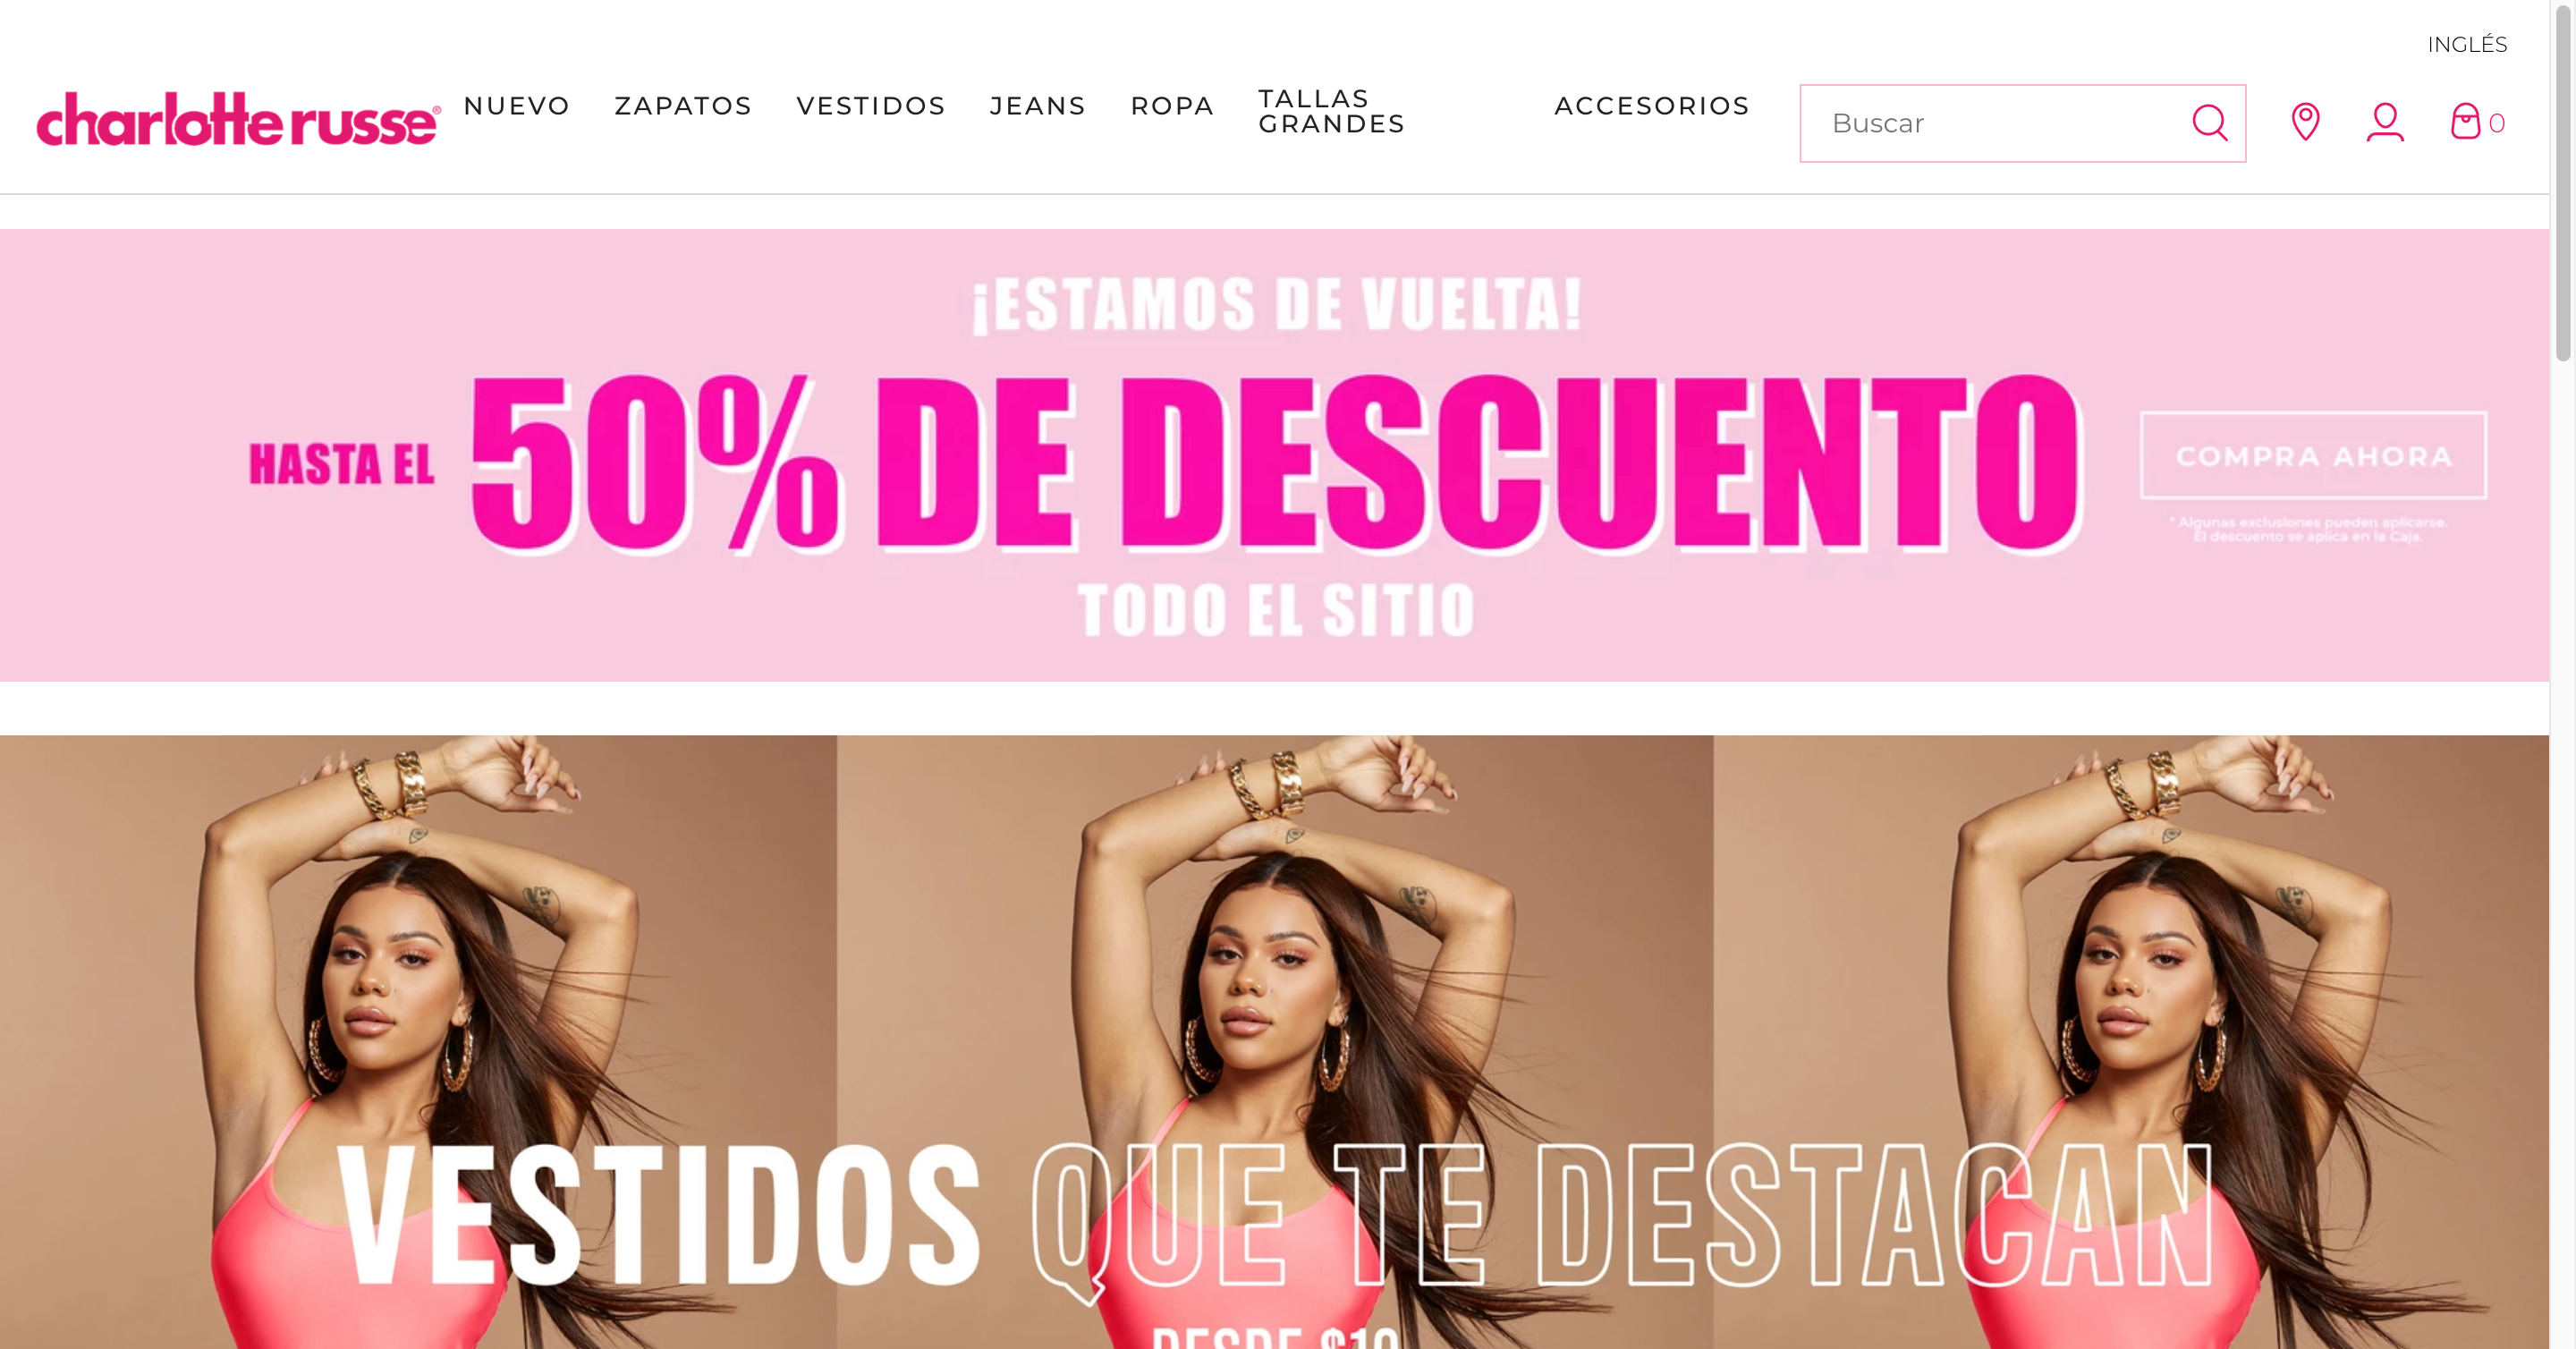 INGLÉS
charlotte russe®
NUEVO
ZAPATOS
VESTIDOS
JEANS
ROPA
TALLAS
GRANDES
ACCESORIOS
Buscar
0
¡ESTAMOS DE VUELTA!
HASTA EL 50% DE DESCUENTO
COMPRA AHORA
* Algunas exclusiones pueden aplicarse.
El descuento se aplica en la Caja.
TODO EL SITIO
VESTIDOS QUE TE DESTACAN
DESDE $10